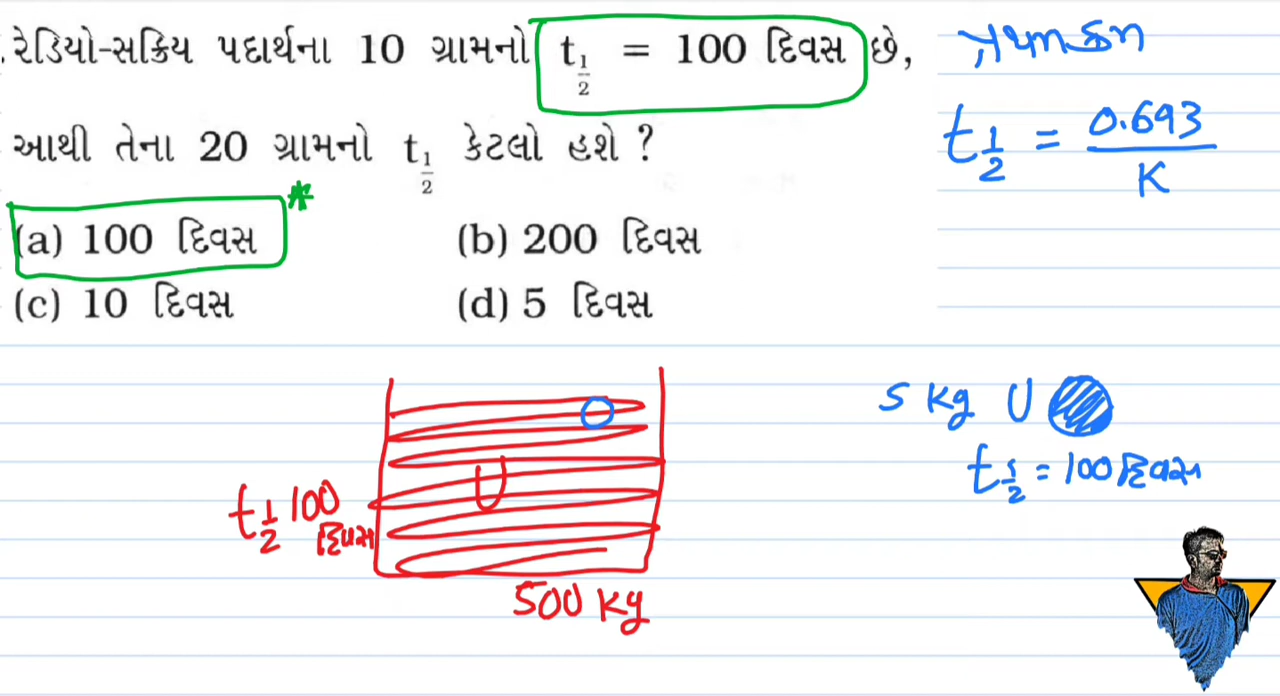 .રેડિયો-સક્રિય પદાર્થના 10 ગ્રામનો t1/2 = 100 દિવસ છે,
આથી તેના 20 ગ્રામનો t1/2 કેટલો હશે ?
(a) 100 દિવસ *
(b) 200 દિવસ
(c) 10 દિવસ
(d) 5 દિવસ
પ્રથમક્રમ
t1/2 = 0.693/K
5 Kg U
t1/2 = 100 દિવસ
t1/2 100
દિવસ
U
500 Kg